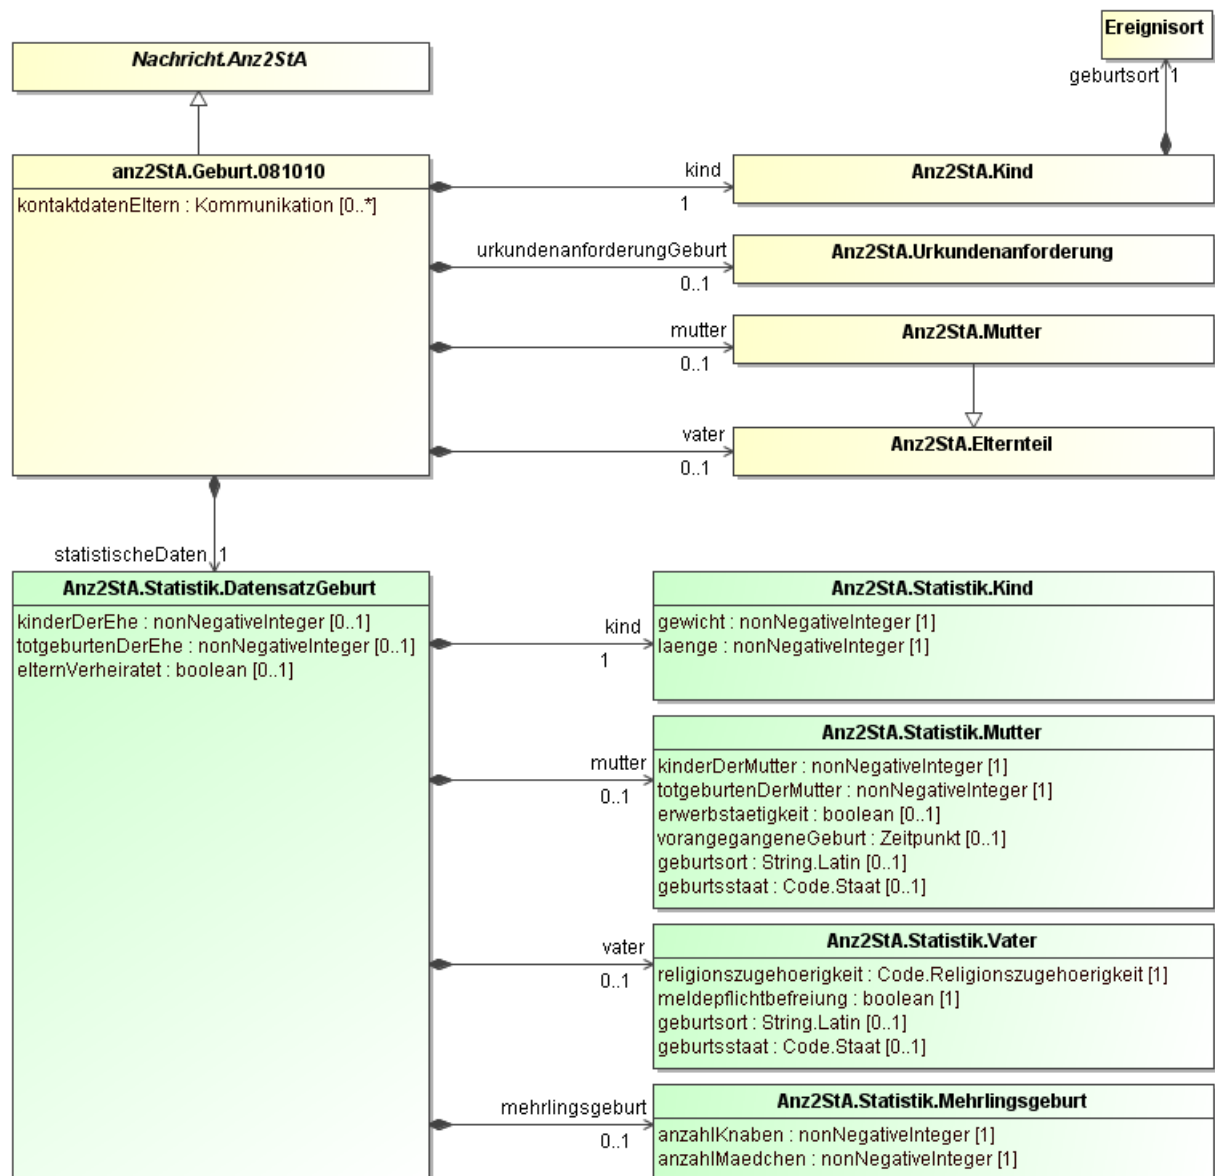 Ereignisort
Nachricht.Anz2StA
geburtsort 1
anz2StA.Geburt.081010
kontaktdatenEltern : Kommunikation [0..*]
kind
1
Anz2StA.Kind
urkundenanforderungGeburt
0..1
Anz2StA.Urkundenanforderung
mutter
0..1
Anz2StA.Mutter
vater
0..1
Anz2StA.Elternteil
statistischeDaten 1
Anz2StA.Statistik.DatensatzGeburt
kinderDerEhe : nonNegativeInteger [0..1]
totgeburtenDerEhe : nonNegativeInteger [0..1]
elternVerheiratet : boolean [0..1]
kind
1
Anz2StA.Statistik.Kind
gewicht : nonNegativeInteger [1]
laenge : nonNegativeInteger [1]
mutter
0..1
Anz2StA.Statistik.Mutter
kinderDerMutter : nonNegativeInteger [1]
totgeburtenDerMutter : nonNegativeInteger [1]
erwerbstaetigkeit : boolean [0..1]
vorangegangeneGeburt : Zeitpunkt [0..1]
geburtsort : String.Latin [0..1]
geburtsstaat : Code.Staat [0..1]
vater
0..1
Anz2StA.Statistik.Vater
religionszugehoerigkeit : Code.Religionszugehoerigkeit [1]
meldepflichtbefreiung : boolean [1]
geburtsort : String.Latin [0..1]
geburtsstaat : Code.Staat [0..1]
mehrlingsgeburt
0..1
Anz2StA.Statistik.Mehrlingsgeburt
anzahlKnaben : nonNegativeInteger [1]
anzahlMaedchen : nonNegativeInteger [1]